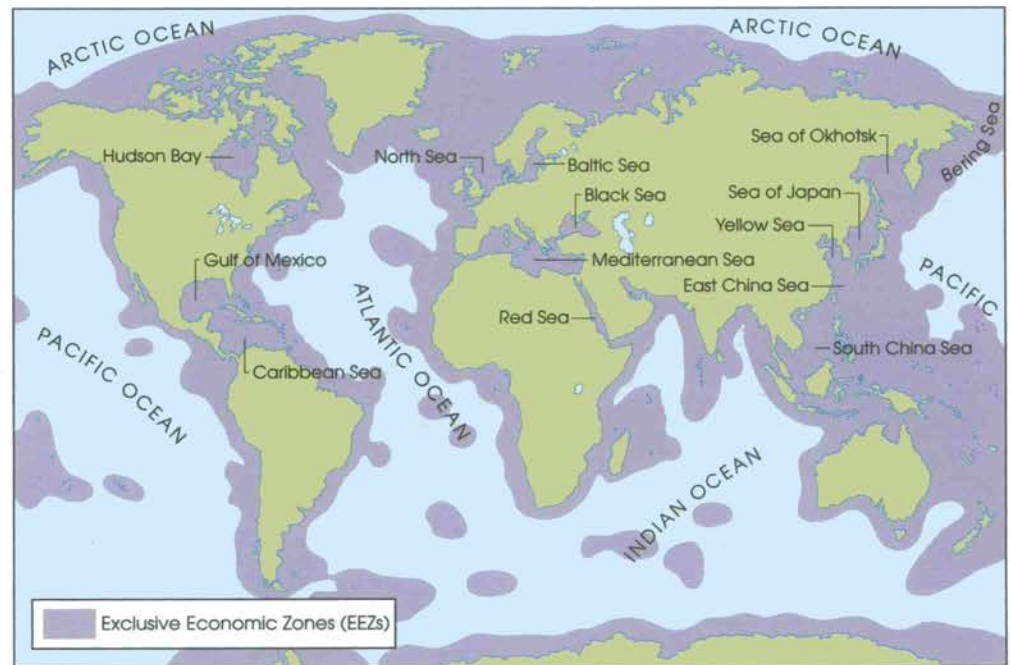 ARCTIC OCEAN
ARCTIC OCEAN
Bering Sea
Sea of Okhotsk
Hudson Bay
North Sea
Baltic Sea
Black Sea
Sea of Japan
Yellow Sea
Gulf of Mexico
Mediterranean Sea
East China Sea
PACIFIC
ATLANTIC OCEAN
Red Sea
South China Sea
PACIFIC OCEAN
Caribbean Sea
INDIAN OCEAN
Exclusive Economic Zones (EEZs)